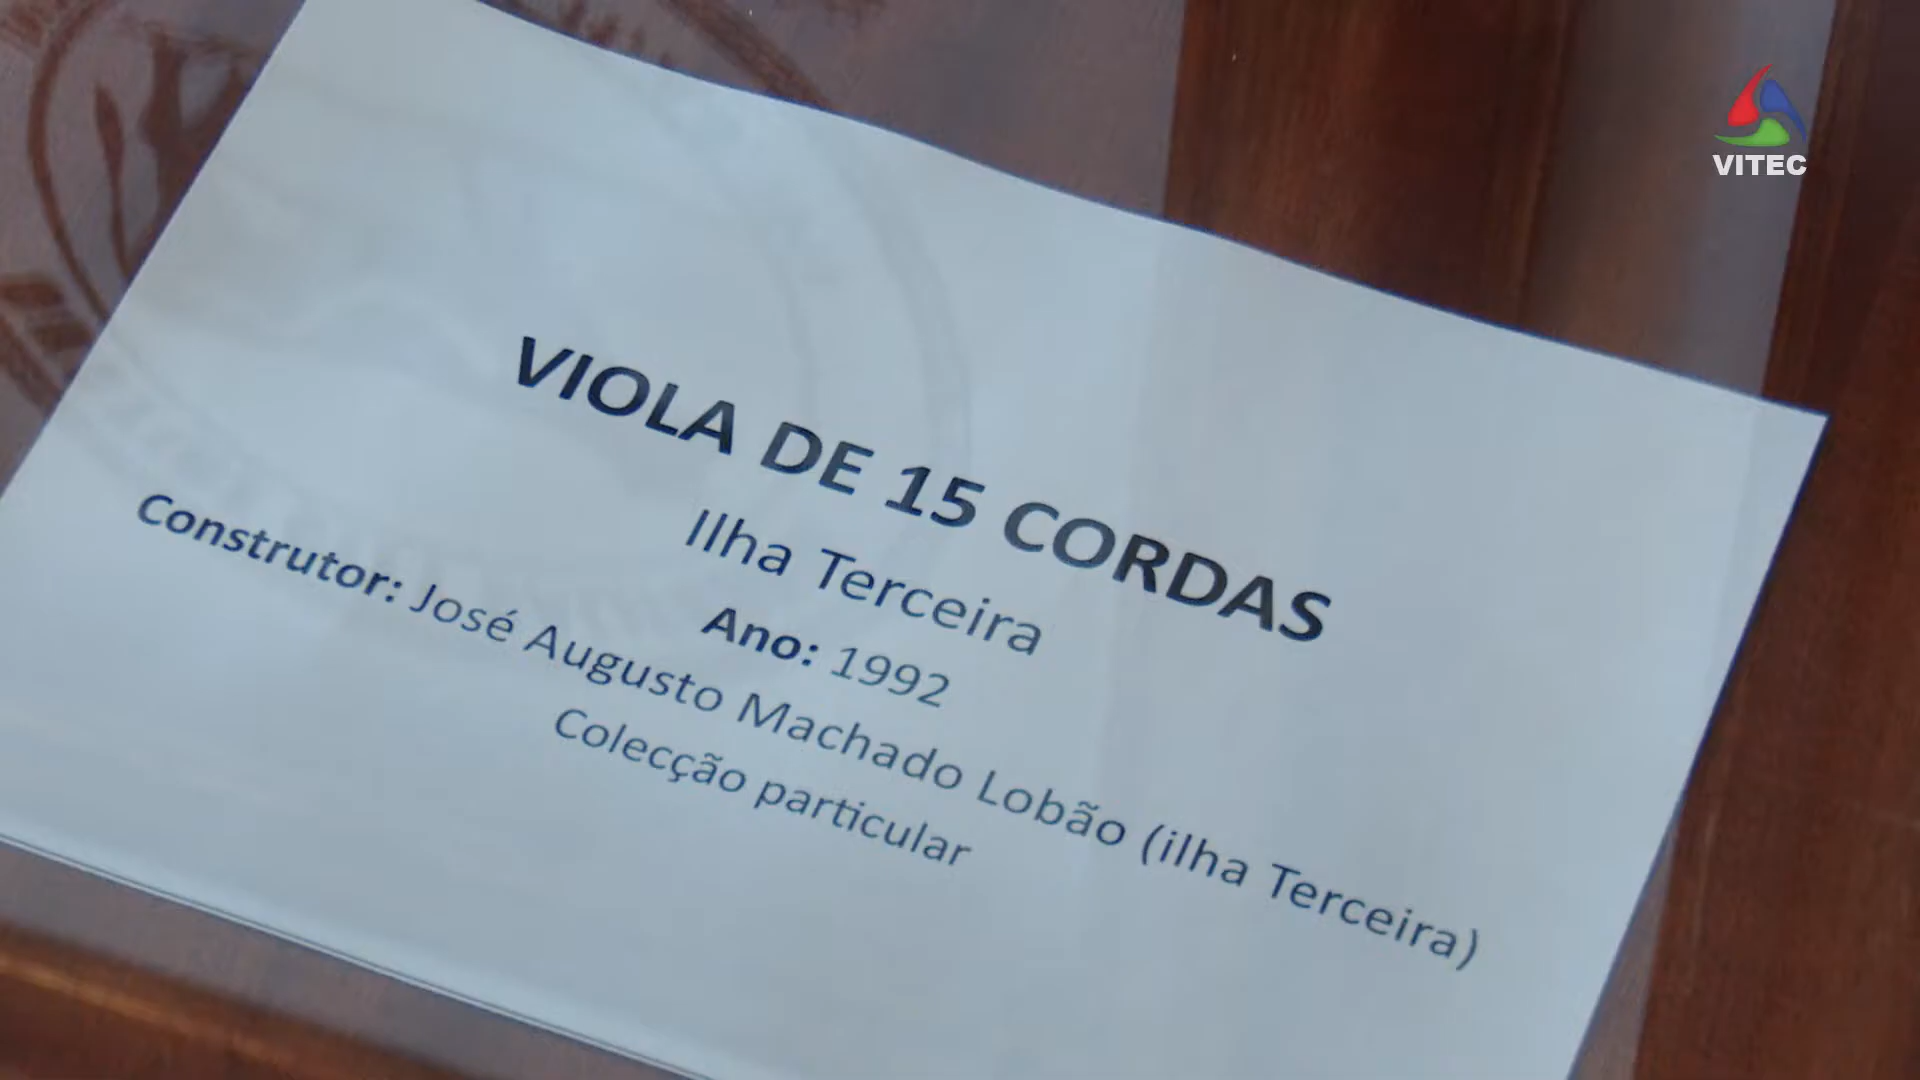 VITEC
VIOLA DE 15 CORDAS
Ilha Terceira
Ano: 1992
Construtor: José Augusto Machado Lobão (ilha Terceira)
Colecção particular